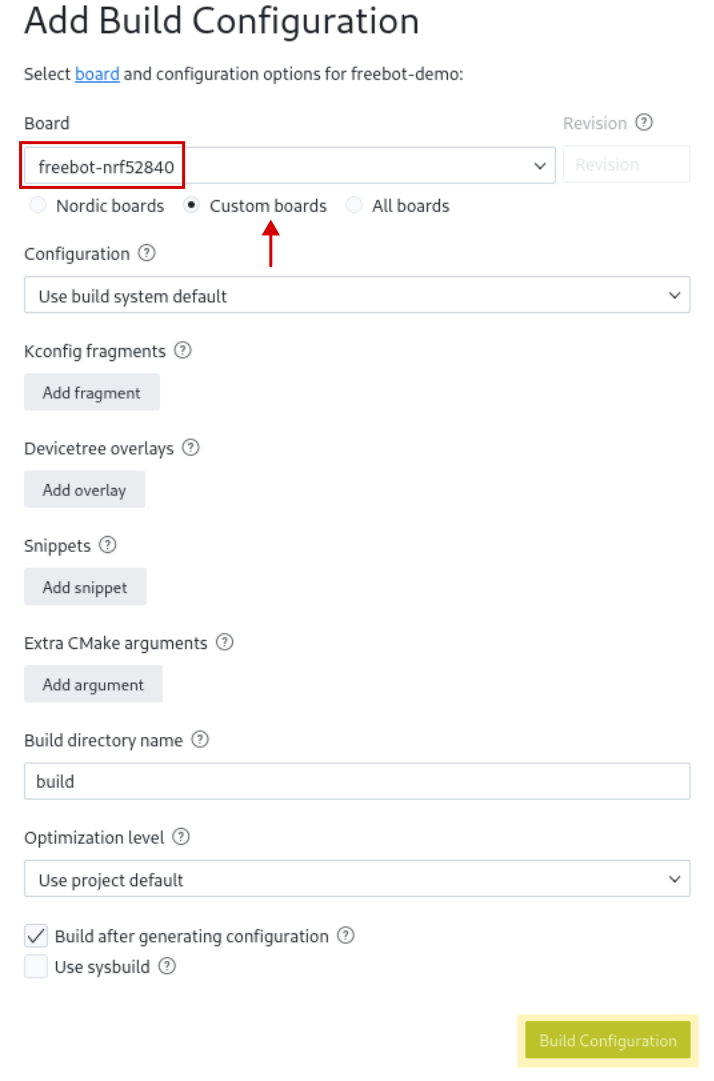 Add Build Configuration
Select board and configuration options for freebot-demo:
Board
Revision ?
freebot-nrf52840
Revision
Nordic boards Custom boards All boards
Configuration ?
Use build system default
Kconfig fragments ?
Add fragment
Devicetree overlays ?
Add overlay
Snippets ?
Add snippet
Extra CMake arguments ?
Add argument
Build directory name ?
build
Optimization level ?
Use project default
Build after generating configuration ?
Use sysbuild ?
Build Configuration